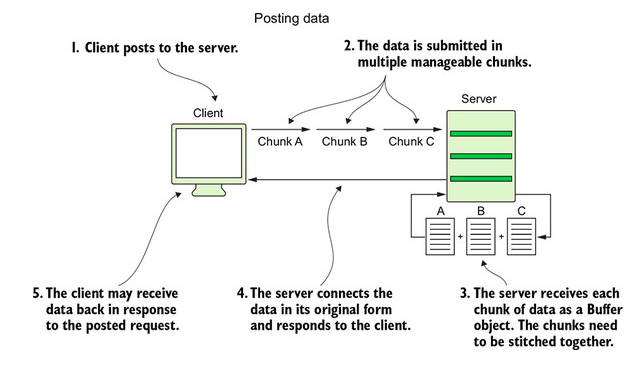 Posting data
1. Client posts to the server.
2. The data is submitted in
multiple manageable chunks.
Client
Server
Chunk A
Chunk B
Chunk C
A
B
C
+
+
5. The client may receive
data back in response
to the posted request.
4. The server connects the
data in its original form
and responds to the client.
3. The server receives each
chunk of data as a Buffer
object. The chunks need
to be stitched together.